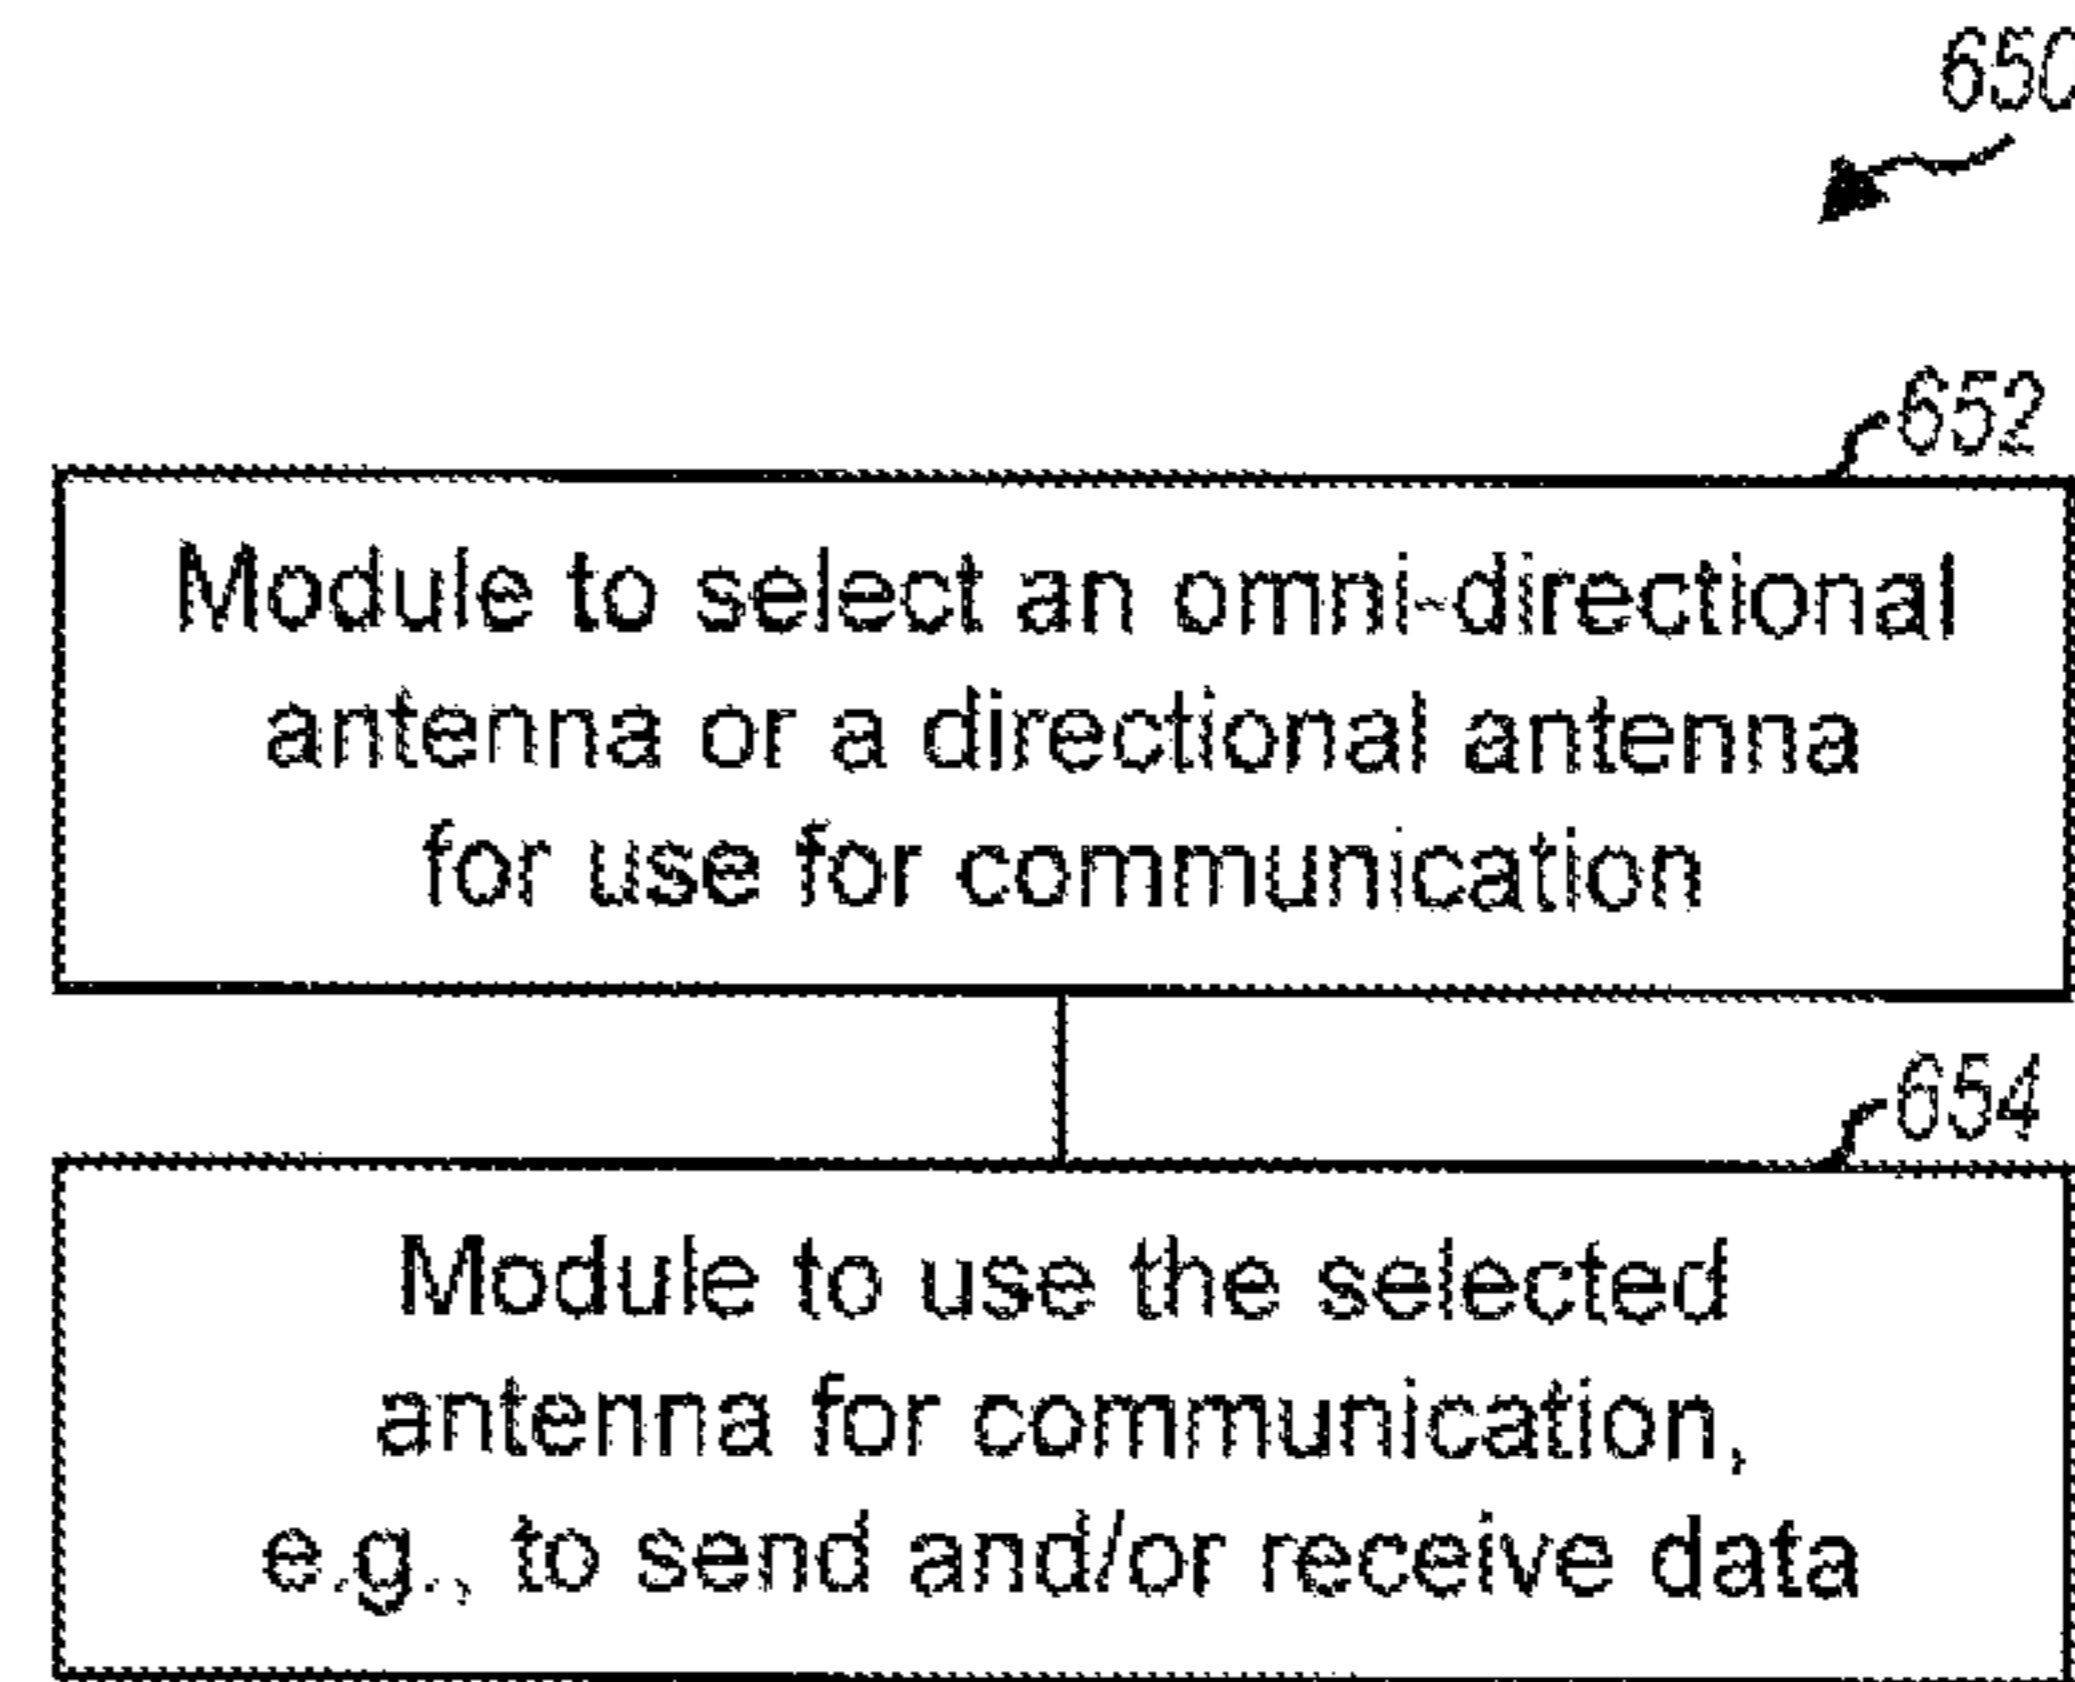 650
652
Module to select an omni-directional
antenna or a directional antenna
for use for communication
654
Module to use the selected
antenna for communication,
e.g., to send and/or receive data